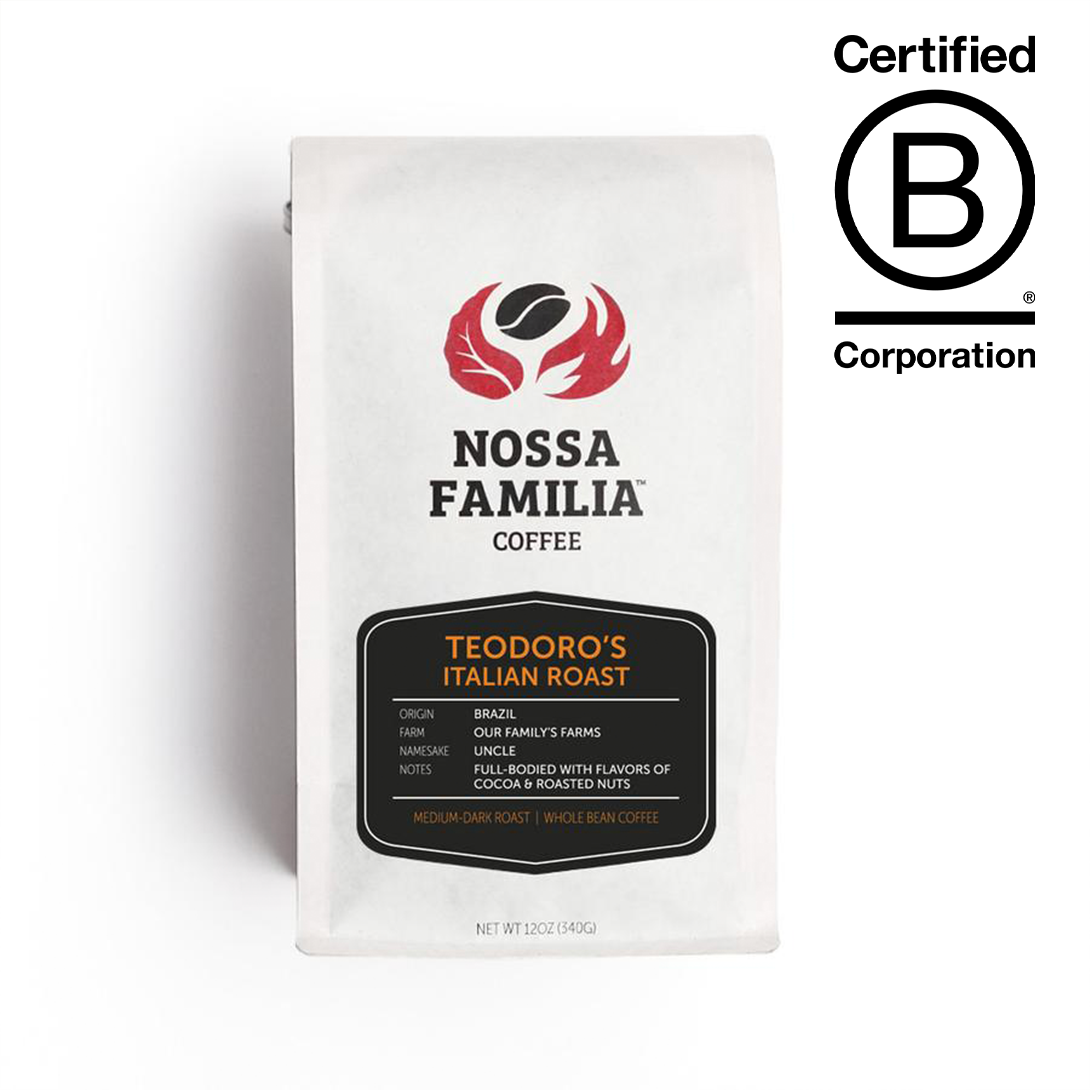 Certified
B
®
Corporation
NOSSA
FAMILIA™
COFFEE
TEODORO'S
ITALIAN ROAST
ORIGIN BRAZIL
FARM OUR FAMILY'S FARMS
NAMESAKE UNCLE
NOTES FULL-BODIED WITH FLAVORS OF
COCOA & ROASTED NUTS
MEDIUM-DARK ROAST | WHOLE BEAN COFFEE
NET WT 12OZ (340G)